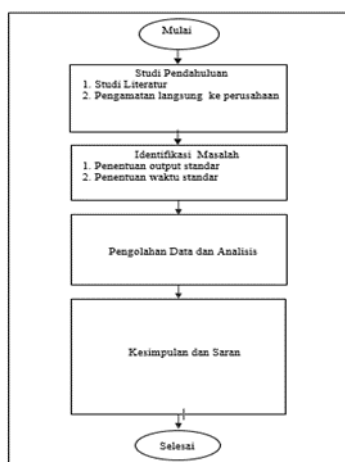 Mulai
Studi Pendahuluan
1. Studi Literatur
2. Pengamatan langsung ke perusahaan
Identifikasi Masalah
1. Penentuan output standar
2. Penentuan waktu standar
Pengolahan Data dan Analisis
Kesimpulan dan Saran
Selesai